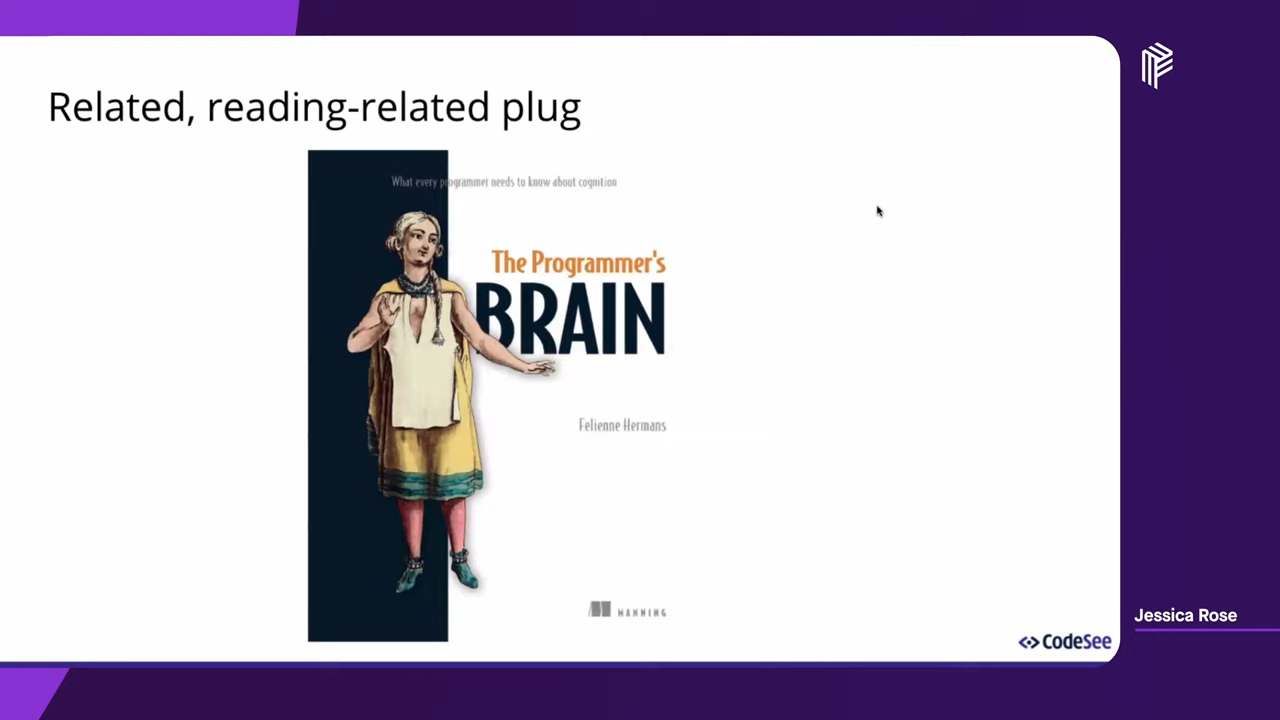 Related, reading-related plug
What every programmer needs to know about cognition
The Programmer's
BRAIN
Felienne Hermans
MANNING
Jessica Rose
CodeSee